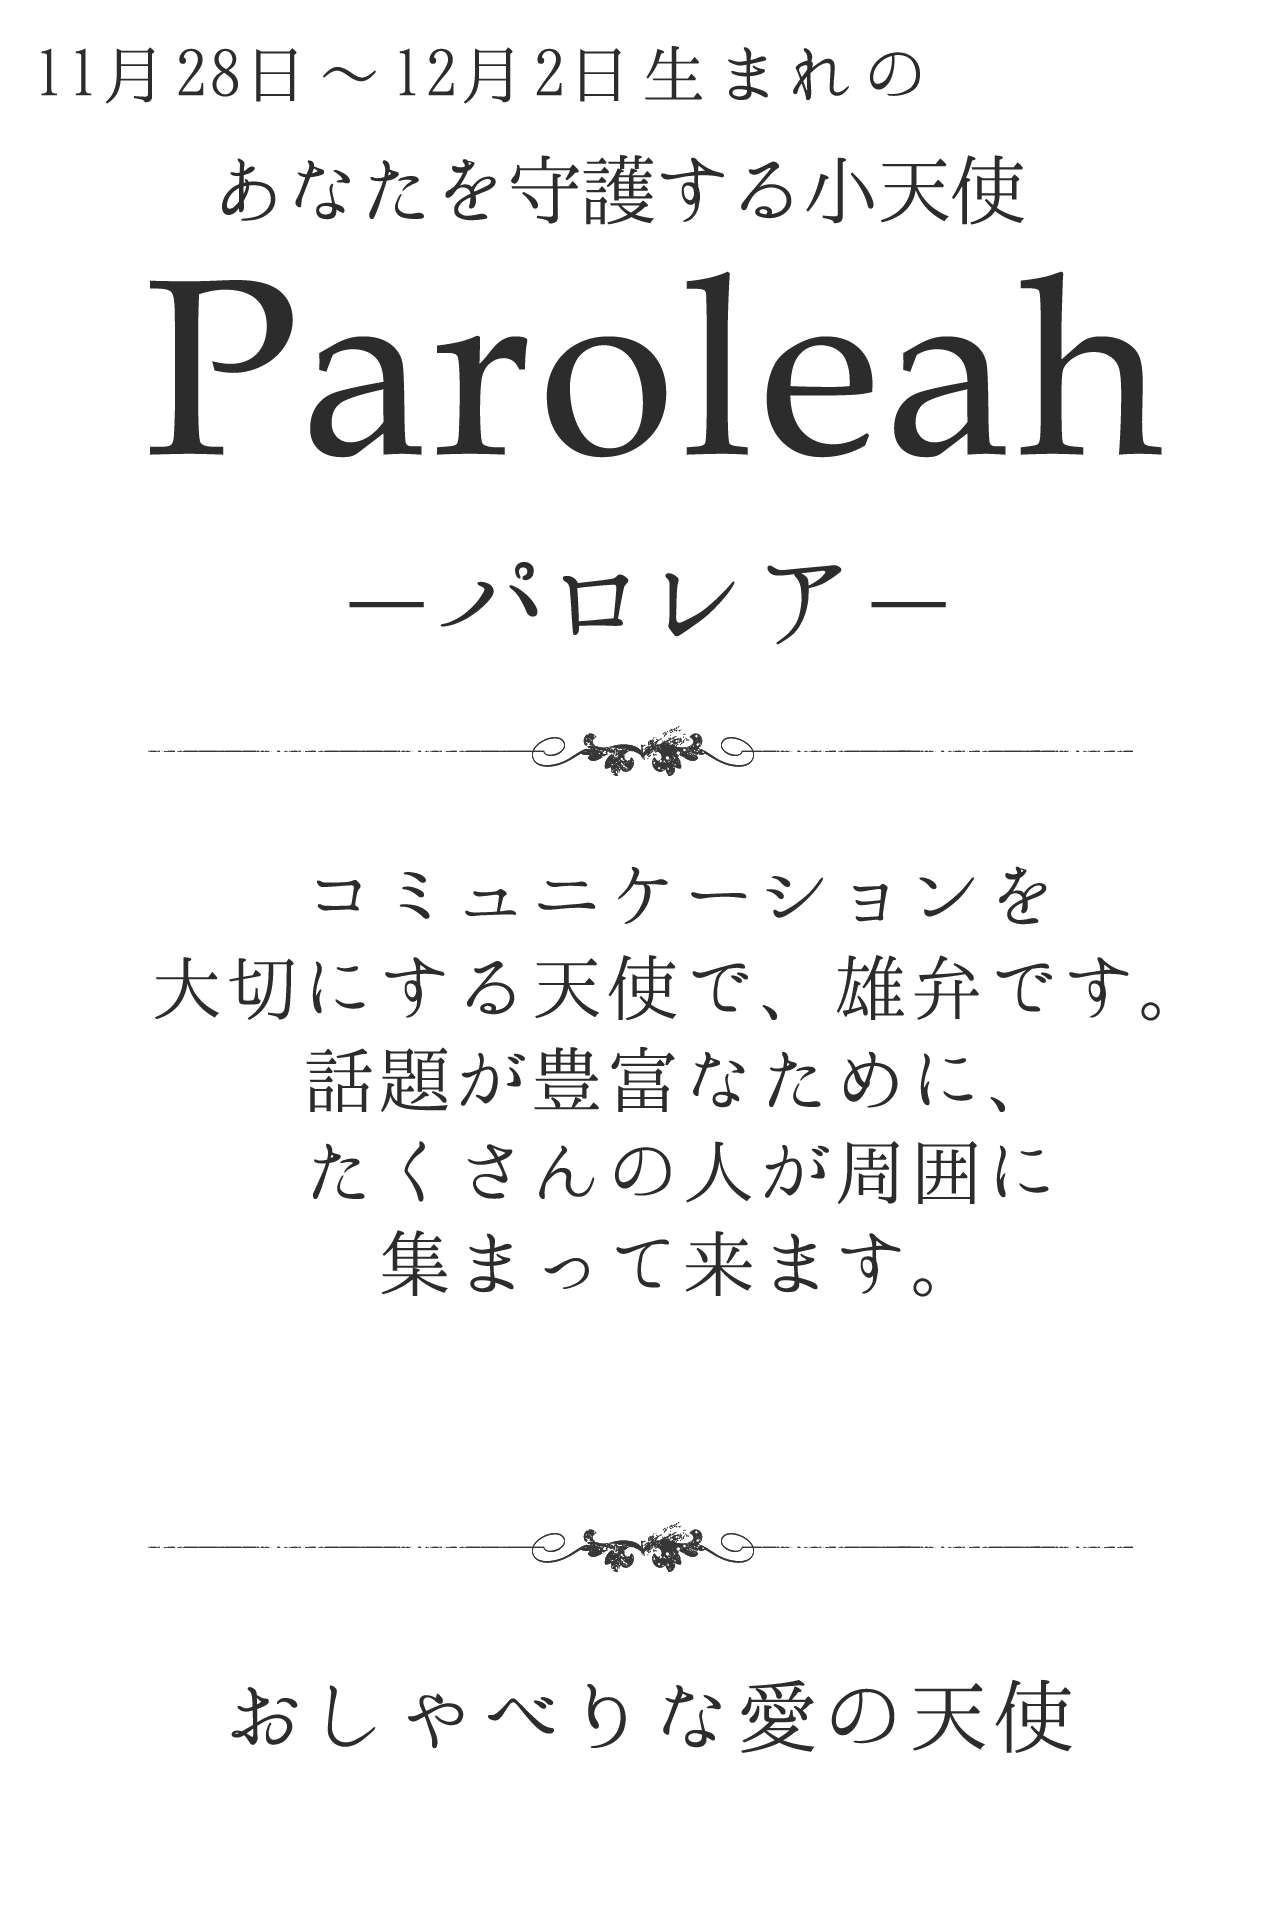 11月28日～12月2日生まれの
あなたを守護する小天使
Paroleah
―パロレア―
コミュニケーションを
大切にする天使で、雄弁です。
話題が豊富なために、
たくさんの人が周囲に
集まって来ます。
おしゃべりな愛の天使